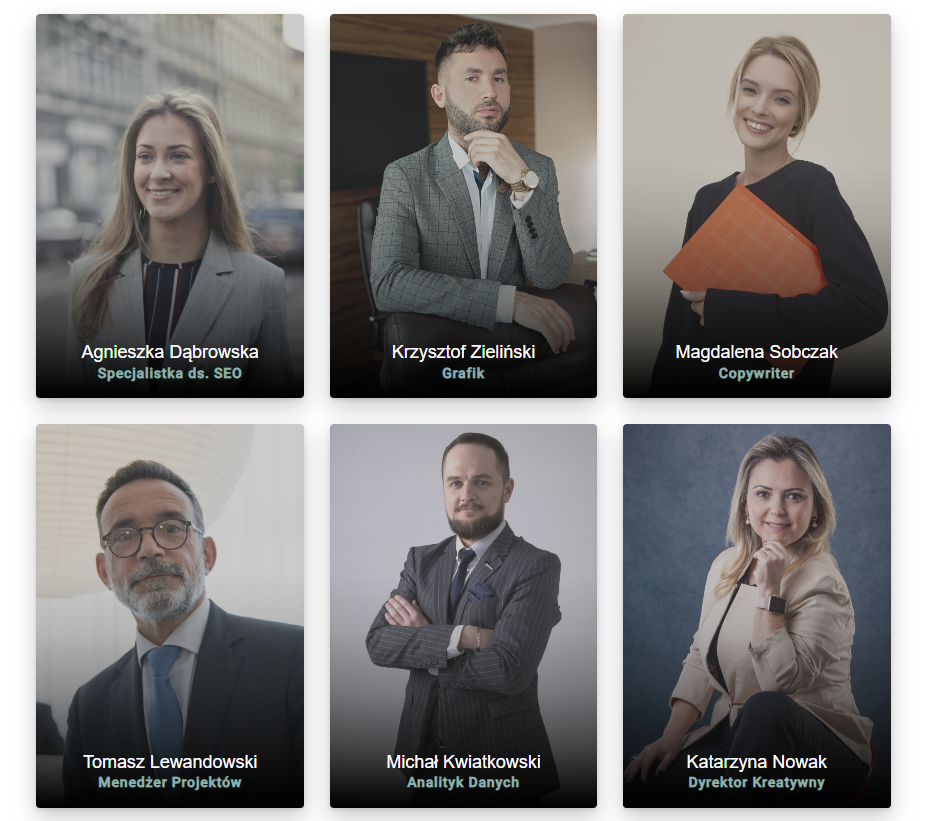 Agnieszka Dąbrowska
Specjalistka ds. SEO
Krzysztof Zieliński
Grafik
Magdalena Sobczak
Copywriter
Tomasz Lewandowski
Menedżer Projektów
Michał Kwiatkowski
Analityk Danych
Katarzyna Nowak
Dyrektor Kreatywny